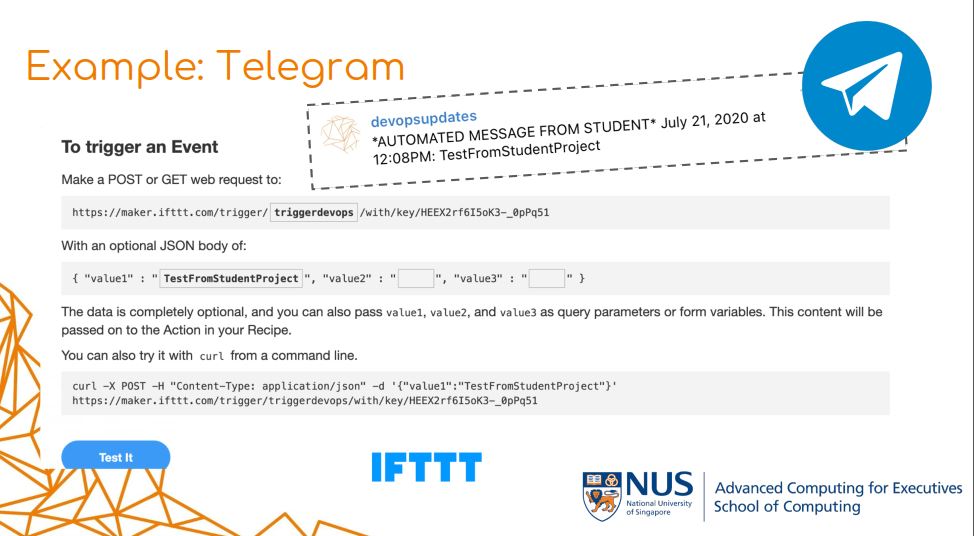 Example: Telegram
devopsupdates
*AUTOMATED MESSAGE FROM STUDENT* July 21, 2020 at
12:08PM: TestFromStudentProject
To trigger an Event
Make a POST or GET web request to:
https://maker.ifttt.com/trigger/ triggerdevops /with/key/HEEX2rf6I5oK3-_0pPq51
With an optional JSON body of:
{ "value1" : " TestFromStudentProject ", "value2" : " ", "value3" : " " }
The data is completely optional, and you can also pass value1, value2, and value3 as query parameters or form variables. This content will be
passed on to the Action in your Recipe.
You can also try it with curl from a command line.
curl -X POST -H "Content-Type: application/json" -d '{"value1":"TestFromStudentProject"}'
https://maker.ifttt.com/trigger/triggerdevops/with/key/HEEX2rf6I5oK3-_0pPq51
Test It
IFTTT
NUS
National University
of Singapore
Advanced Computing for Executives
School of Computing